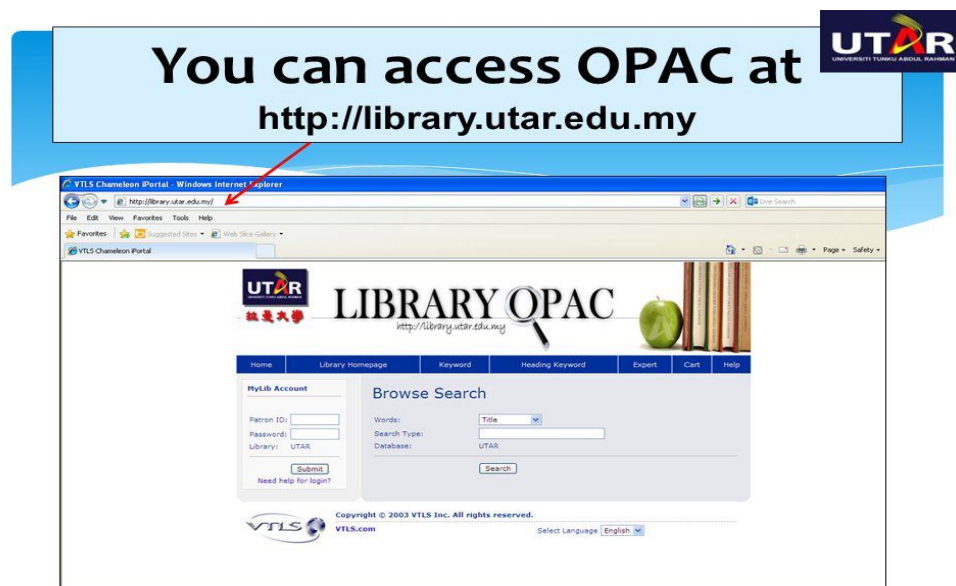 You can access OPAC at
http://library.utar.edu.my
UTAR
UNIVERSITI TUNKU ABDUL RAHMAN
VTLS Chameleon iPortal - Windows Internet Explorer
http://library.utar.edu.my/
Live Search
File Edit View Favorites Tools Help
Favorites Suggested Sites Web Slice Gallery
VTLS Chameleon iPortal
Page Safety
UTAR
拉曼大學
LIBRARY OPAC
http://library.utar.edu.my
Home Library Homepage Keyword Heading Keyword Expert Cart Help
MyLib Account
Patron ID:
Password:
Library: UTAR
Submit
Need help for login?
Browse Search
Words: Title
Search Type:
Database: UTAR
Search
VTLS
Copyright © 2003 VTLS Inc. All rights reserved.
VTLS.com
Select Language English